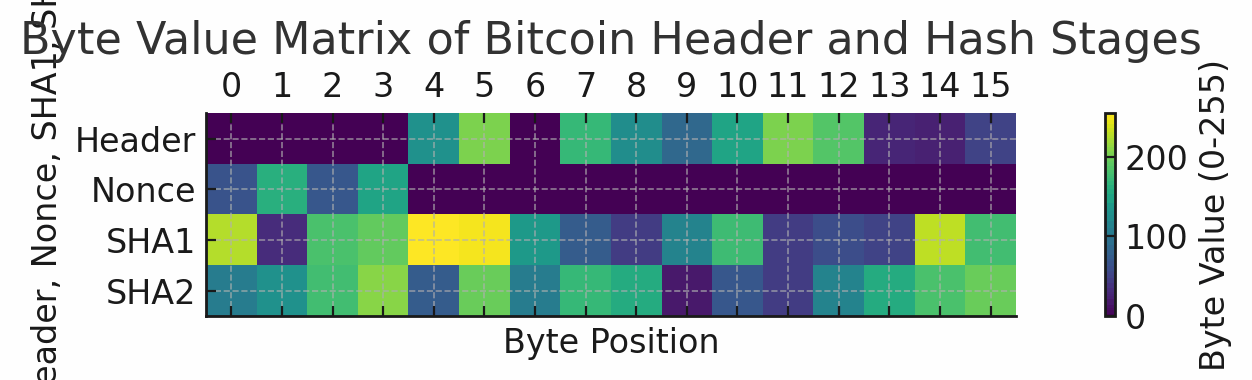 Byte Value Matrix of Bitcoin Header and Hash Stages
0 1 2 3 4 5 6 7 8 9 10 11 12 13 14 15
Header
Nonce
SHA1
SHA2
Byte Position
eader, Nonce, SHA1, SH
200
100
0
Byte Value (0-255)